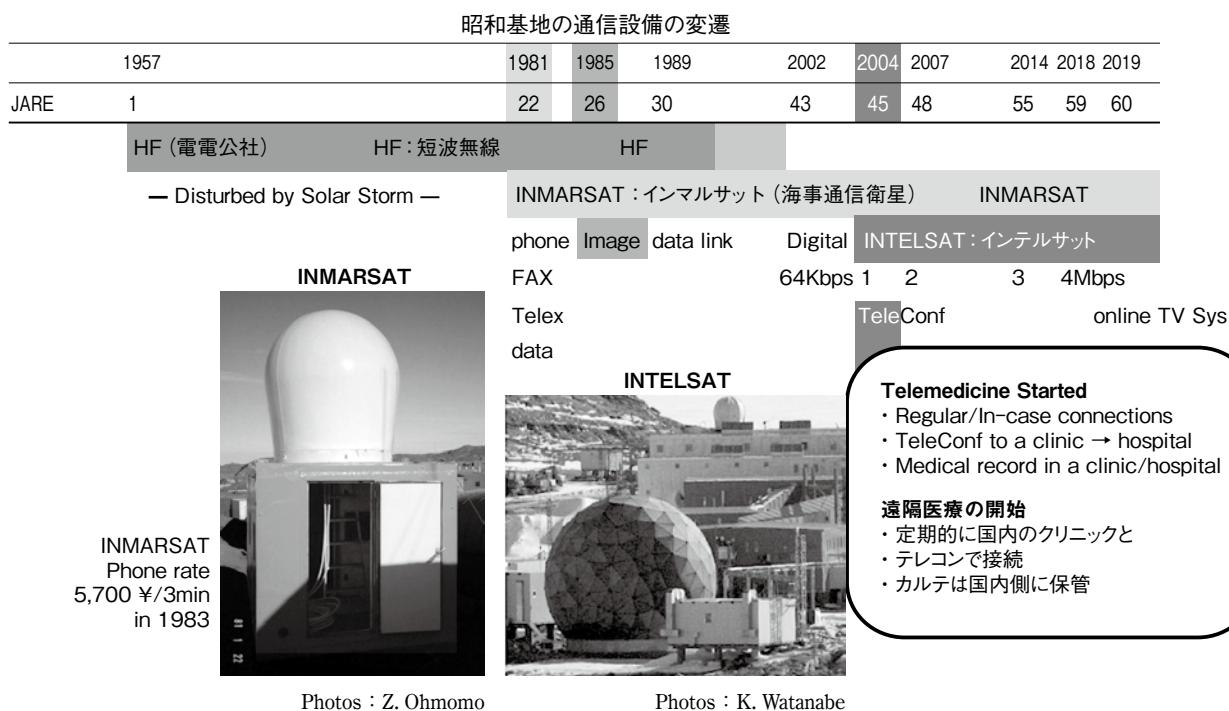 昭和基地の通信設備の変遷
1957 1981 1985 1989 2002 2004 2007 2014 2018 2019
JARE 1 22 26 30 43 45 48 55 59 60
HF（電電公社） HF：短波無線 HF
— Disturbed by Solar Storm —
INMARSAT：インマルサット（海事通信衛星） INMARSAT
phone Image data link Digital INTELSAT：インテルサット
FAX 64Kbps 1 2 3 4Mbps
Telex TeleConf online TV Sys
data
INMARSAT
INMARSAT
Phone rate
5,700 ¥/3min
in 1983
81 1 22
Photos：Z. Ohmomo
INTELSAT
Photos：K. Watanabe
Telemedicine Started
・Regular/In-case connections
・TeleConf to a clinic → hospital
・Medical record in a clinic/hospital
遠隔医療の開始
・定期的に国内のクリニックと
・テレコンで接続
・カルテは国内側に保管